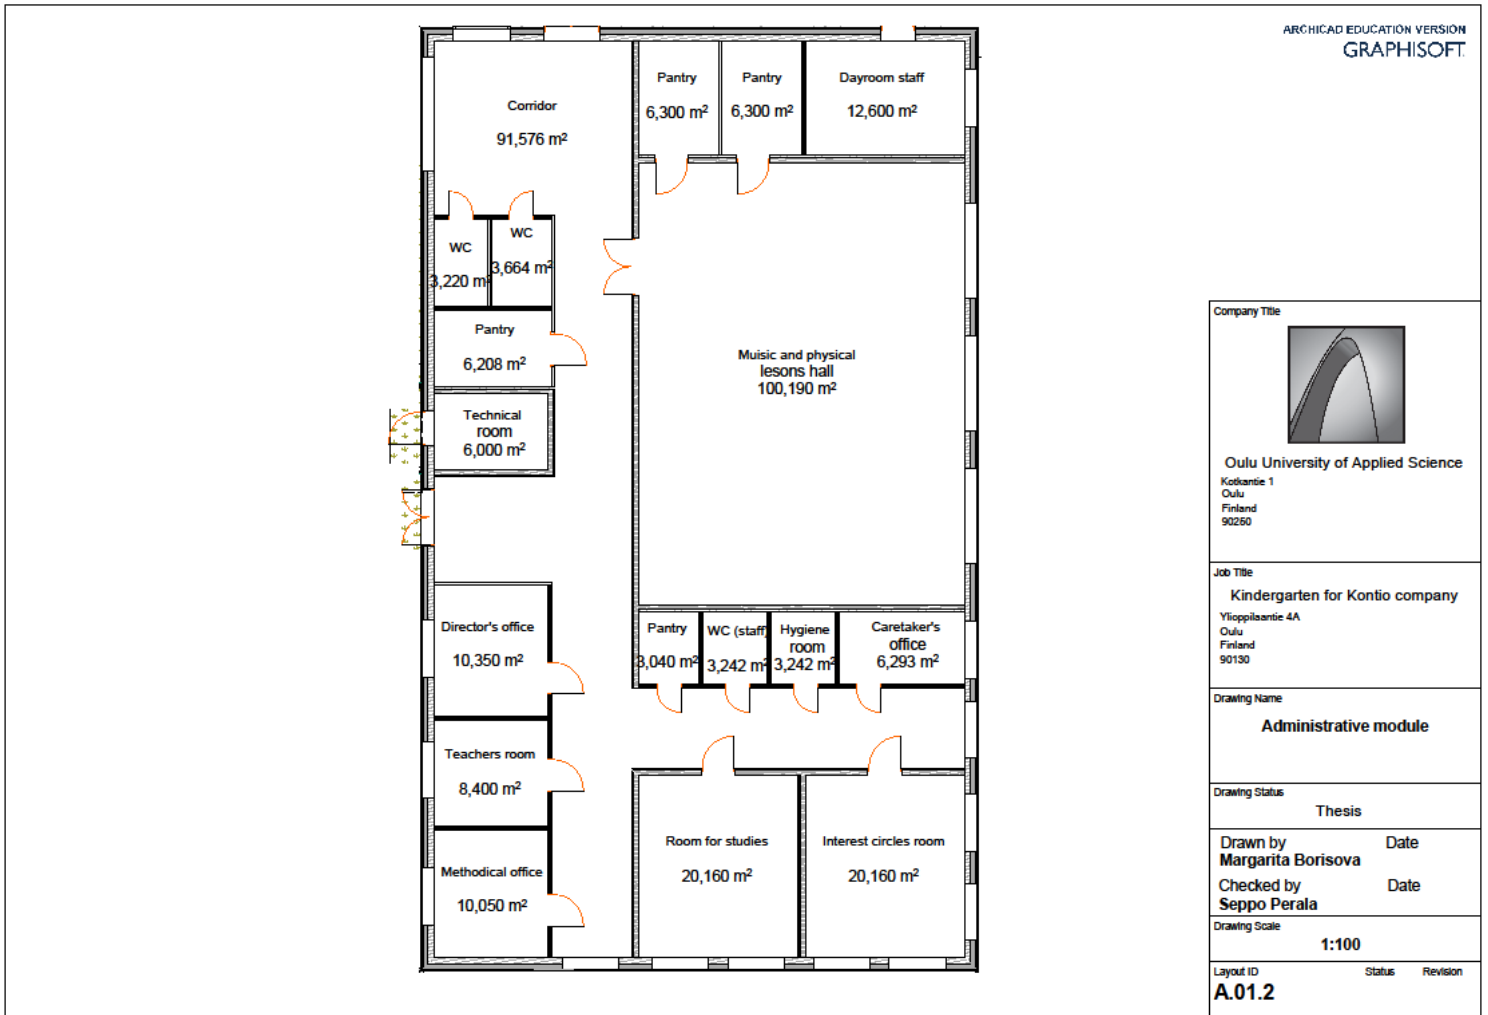 ARCHICAD EDUCATION VERSION
GRAPHISOFT.
Corridor
91,576 m²
Pantry
6,300 m²
Pantry
6,300 m²
Dayroom staff
12,600 m²
WC
3,220 m²
WC
3,664 m²
Pantry
6,208 m²
Technical
room
6,000 m²
Muisic and physical
lesons hall
100,190 m²
Director's office
10,350 m²
Teachers room
8,400 m²
Methodical office
10,050 m²
Pantry
3,040 m²
WC (staff)
3,242 m²
Hygiene
room
3,242 m²
Caretaker's
office
6,293 m²
Room for studies
20,160 m²
Interest circles room
20,160 m²
Company Title
Oulu University of Applied Science
Kotkantie 1
Oulu
Finland
90250
Job Title
Kindergarten for Kontio company
Ylioppilaantie 4A
Oulu
Finland
90130
Drawing Name
Administrative module
Drawing Status
Thesis
Drawn by Date
Margarita Borisova
Checked by Date
Seppo Perala
Drawing Scale
1:100
Layout ID Status Revision
A.01.2